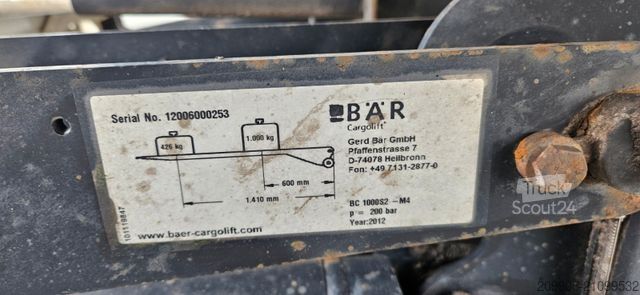 Serial No. 12006000253
BÄR
Cargolift
Gerd Bär GmbH
Pfaffenstrasse 7
D-74078 Heilbronn
Fon: +49 7131-2877-0
426 kg
1.000 kg
600 mm
1.410 mm
BC 1000S2 -M4
p = 200 bar
Year:2012
www.baer-cargolift.com
101118847
Truck
Scout24